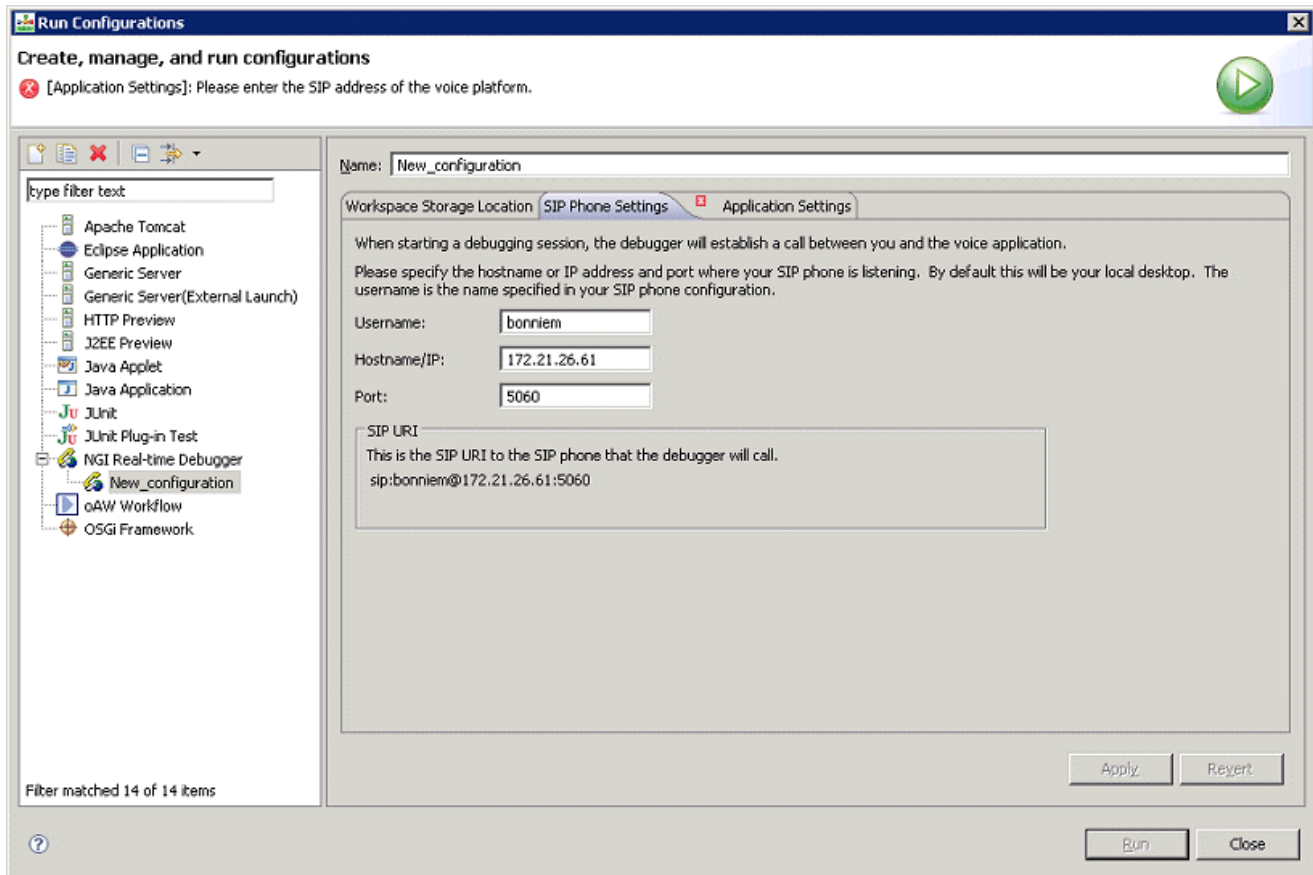 Run Configurations
Create, manage, and run configurations
[Application Settings]: Please enter the SIP address of the voice platform.
type filter text
Apache Tomcat
Eclipse Application
Generic Server
Generic Server(External Launch)
HTTP Preview
J2EE Preview
Java Applet
Java Application
JUnit
JUnit Plug-in Test
NGI Real-time Debugger
New_configuration
oAW Workflow
OSGi Framework
Filter matched 14 of 14 items
Name: New_configuration
Workspace Storage Location SIP Phone Settings Application Settings
When starting a debugging session, the debugger will establish a call between you and the voice application.
Please specify the hostname or IP address and port where your SIP phone is listening. By default this will be your local desktop. The
username is the name specified in your SIP phone configuration.
Username: bonniem
Hostname/IP: 172.21.26.61
Port: 5060
SIP URI
This is the SIP URI to the SIP phone that the debugger will call.
sip:bonniem@172.21.26.61:5060
Apply Revert
Run Close